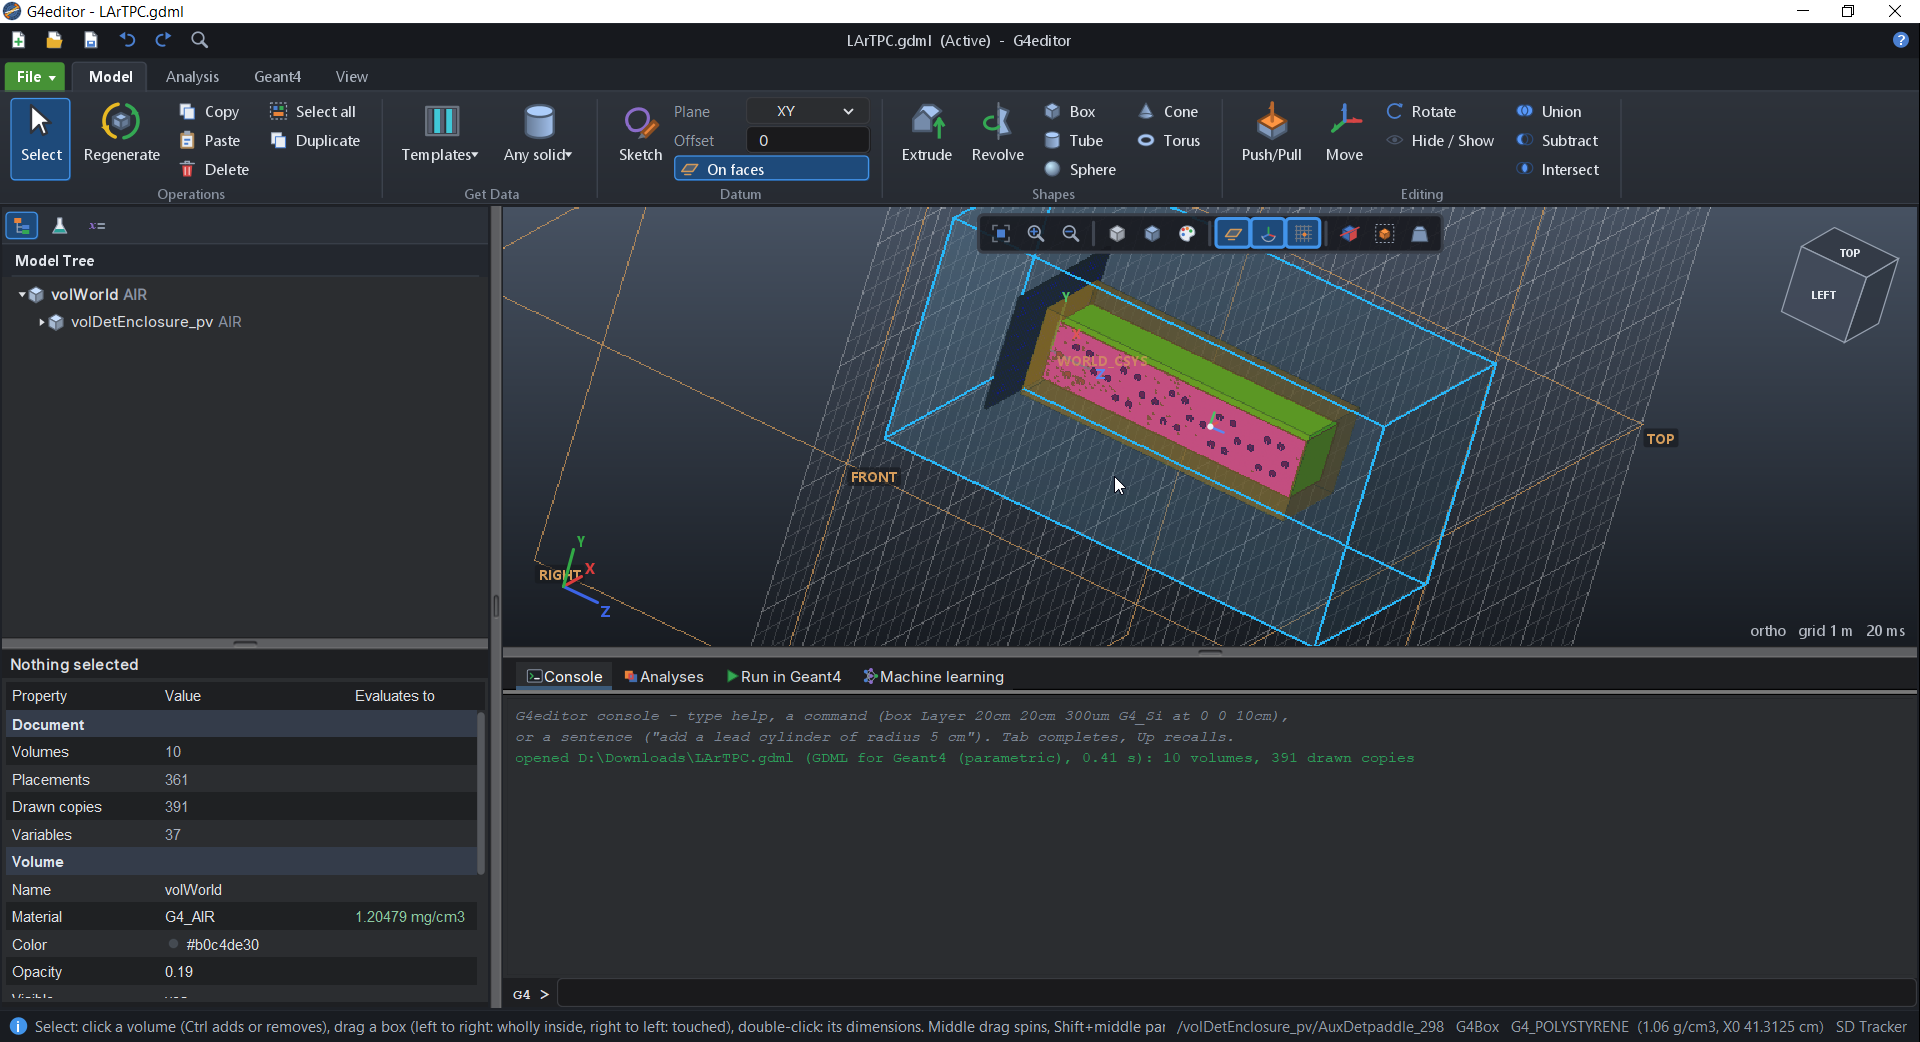 G4editor - LArTPC.gdml
LArTPC.gdml (Active) - G4editor
File
Model
Analysis
Geant4
View
Select
Regenerate
Copy
Paste
Delete
Select all
Duplicate
Operations
Templates
Any solid
Get Data
Sketch
Plane XY
Offset 0
On faces
Datum
Extrude
Revolve
Box
Tube
Sphere
Cone
Torus
Shapes
Push/Pull
Move
Rotate
Hide / Show
Union
Subtract
Intersect
Editing
x=
Model Tree
volWorld AIR
volDetEnclosure_pv AIR
TOP
LEFT
Y
WORLD_CSYS
Z
TOP
FRONT
RIGHT
Y
X
Z
ortho grid 1 m 20 ms
Nothing selected
Property Value Evaluates to
Document
Volumes 10
Placements 361
Drawn copies 391
Variables 37
Volume
Name volWorld
Material G4_AIR 1.20479 mg/cm3
Color #b0c4de30
Opacity 0.19
Console
Analyses
Run in Geant4
Machine learning
G4editor console - type help, a command (box Layer 20cm 20cm 300um G4_Si at 0 0 10cm),
or a sentence ("add a lead cylinder of radius 5 cm"). Tab completes, Up recalls.
opened D:\Downloads\LArTPC.gdml (GDML for Geant4 (parametric), 0.41 s): 10 volumes, 391 drawn copies
G4 >
Select: click a volume (Ctrl adds or removes), drag a box (left to right: wholly inside, right to left: touched), double-click: its dimensions. Middle drag spins, Shift+middle par /volDetEnclosure_pv/AuxDetpaddle_298 G4Box G4_POLYSTYRENE (1.06 g/cm3, X0 41.3125 cm) SD Tracker